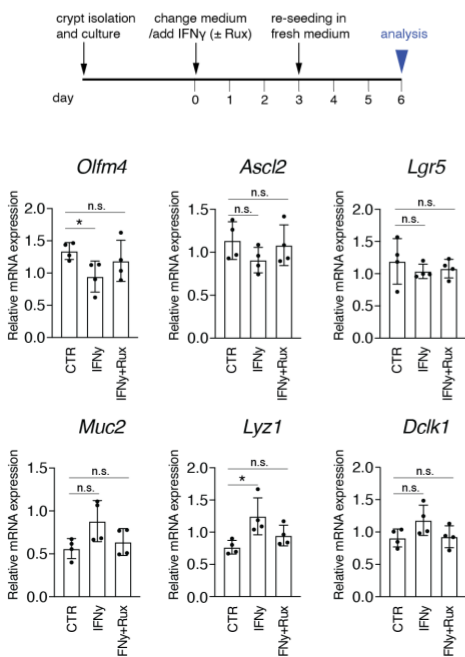 crypt isolation
and culture
change medium
/add IFNγ (± Rux)
re-seeding in
fresh medium
analysis
day
0 1 2 3 4 5 6
Olfm4
Relative mRNA expression
2.0
1.5
1.0
0.5
0.0
n.s.
*
CTR
IFNγ
IFNγ+Rux
Ascl2
Relative mRNA expression
1.5
1.0
0.5
0.0
n.s.
n.s.
CTR
IFNγ
IFNγ+Rux
Lgr5
Relative mRNA expression
2.0
1.5
1.0
0.5
0.0
n.s.
n.s.
CTR
IFNγ
IFNγ+Rux
Muc2
Relative mRNA expression
1.5
1.0
0.5
0.0
n.s.
n.s.
CTR
IFNγ
FNγ+Rux
Lyz1
Relative mRNA expression
2.0
1.5
1.0
0.5
0.0
n.s.
*
CTR
IFNγ
FNγ+Rux
Dclk1
Relative mRNA expression
2.0
1.5
1.0
0.5
0.0
n.s.
n.s.
CTR
IFNγ
FNγ+Rux